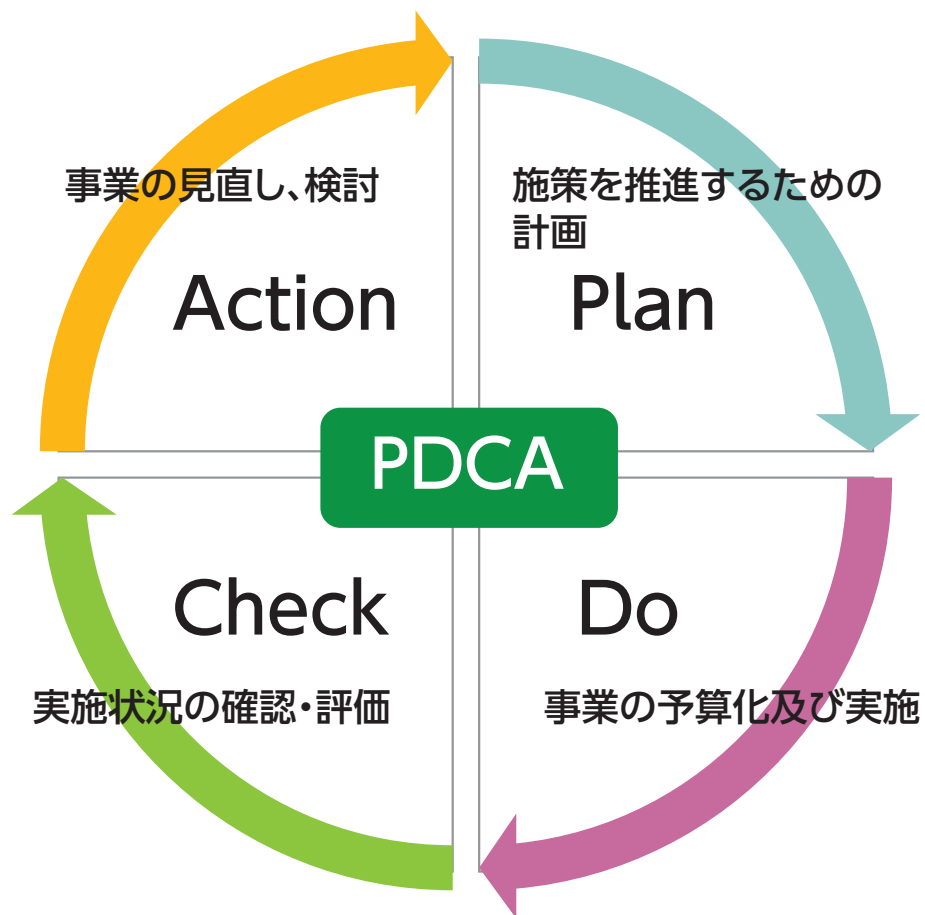 事業の見直し、検討
Action
施策を推進するための
計画
Plan
PDCA
Check
実施状況の確認・評価
Do
事業の予算化及び実施